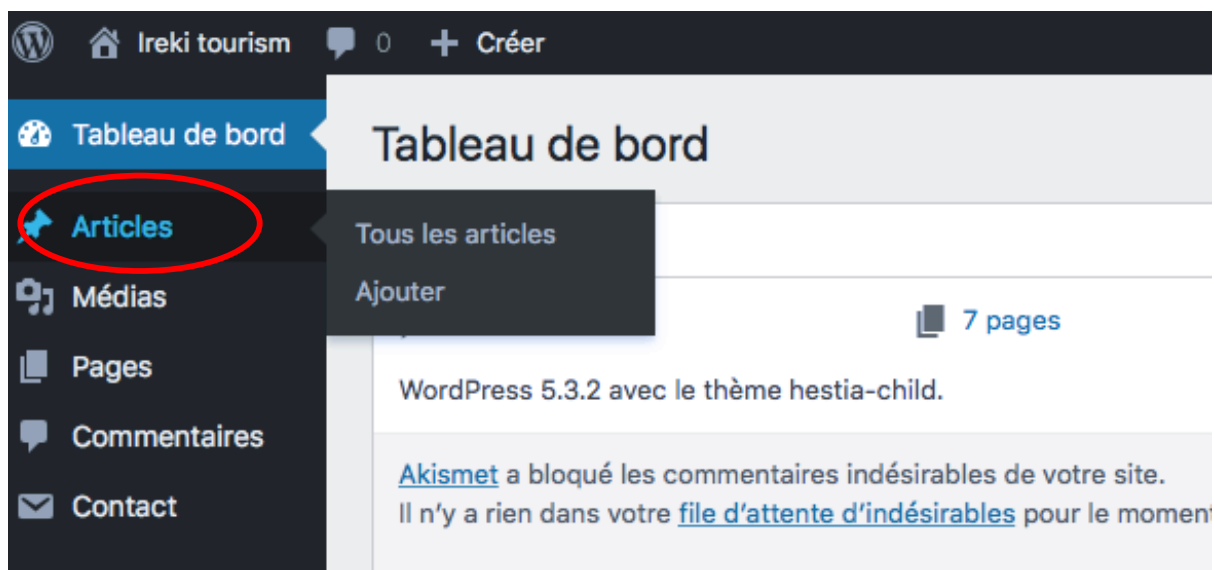 Ireki tourism 0 + Créer
Tableau de bord
Articles
Médias
Pages
Commentaires
Contact
Tous les articles
Ajouter
Tableau de bord
7 pages
WordPress 5.3.2 avec le thème hestia-child.
Akismet a bloqué les commentaires indésirables de votre site.
Il n’y a rien dans votre file d’attente d’indésirables pour le moment